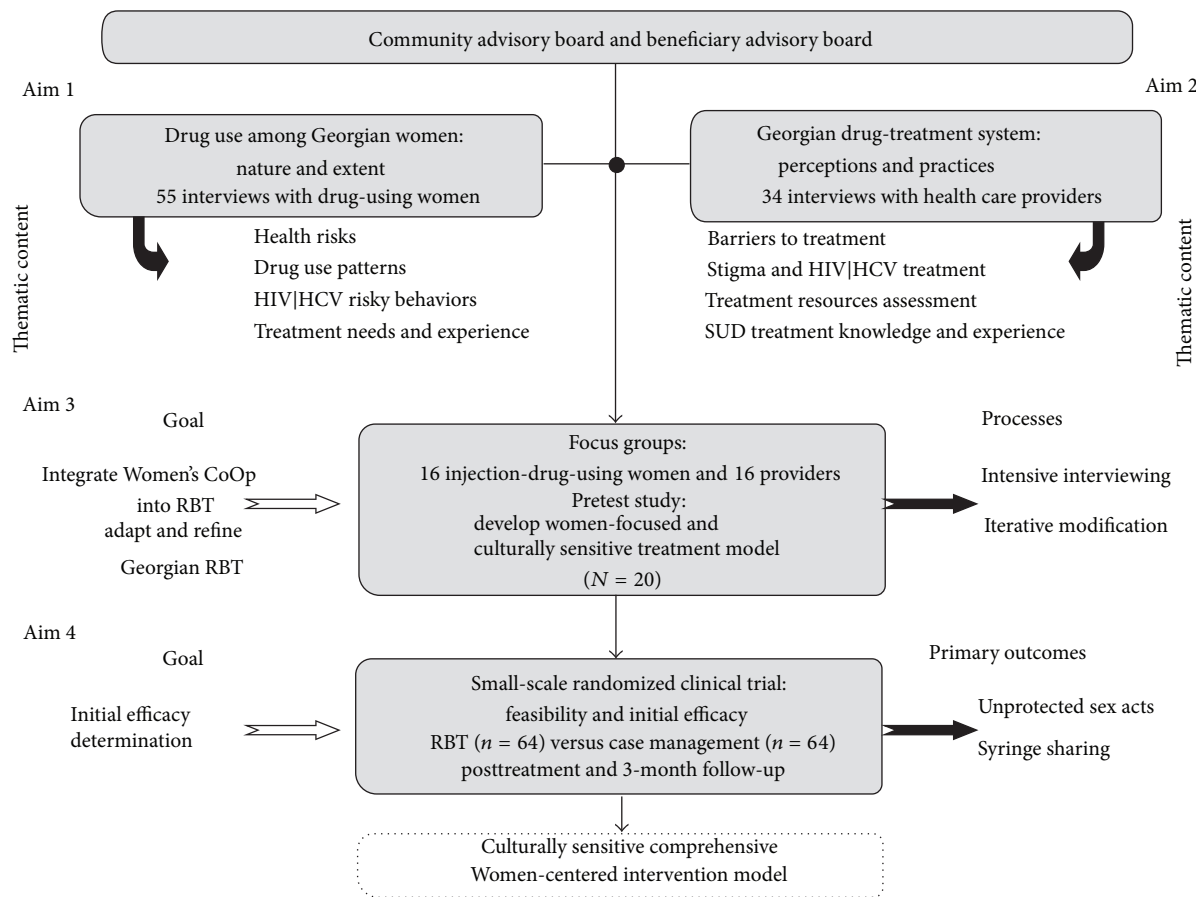 Community advisory board and beneficiary advisory board
Aim 1
Aim 2
Drug use among Georgian women:
nature and extent
55 interviews with drug-using women
Georgian drug-treatment system:
perceptions and practices
34 interviews with health care providers
Thematic content
Health risks
Drug use patterns
HIV|HCV risky behaviors
Treatment needs and experience
Barriers to treatment
Stigma and HIV|HCV treatment
Treatment resources assessment
SUD treatment knowledge and experience
Thematic content
Aim 3
Goal
Integrate Women's CoOp
into RBT
adapt and refine
Georgian RBT
Focus groups:
16 injection-drug-using women and 16 providers
Pretest study:
develop women-focused and
culturally sensitive treatment model
(N = 20)
Processes
Intensive interviewing
Iterative modification
Aim 4
Goal
Initial efficacy
determination
Small-scale randomized clinical trial:
feasibility and initial efficacy
RBT (n = 64) versus case management (n = 64)
posttreatment and 3-month follow-up
Primary outcomes
Unprotected sex acts
Syringe sharing
Culturally sensitive comprehensive
Women-centered intervention model